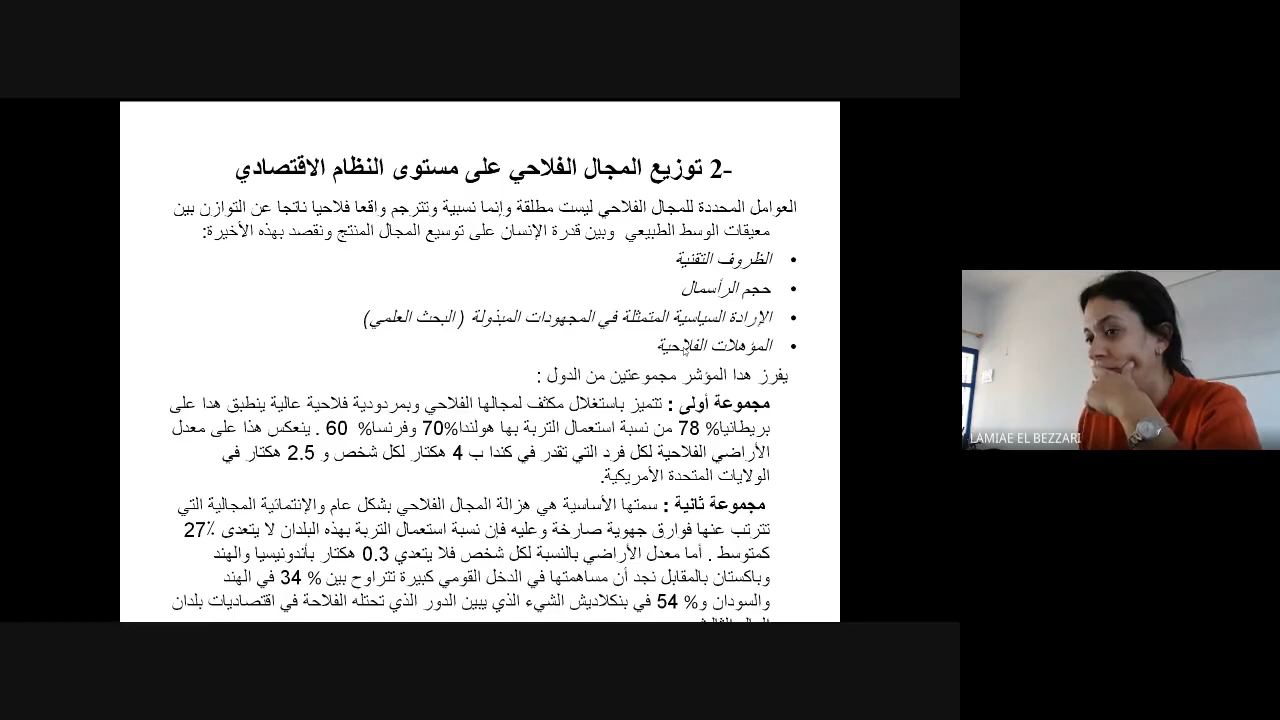 2- توزيع المجال الفلاحي على مستوى النظام الاقتصادي
العوامل المحددة للمجال الفلاحي ليست مطلقة وإنما نسبية وتترجم واقعا فلاحيا ناتجا عن التوازن بين
معيقات الوسط الطبيعي وبين قدرة الإنسان على توسيع المجال المنتج ونقصد بهذه الأخيرة:
• الظروف التقنية
• حجم الرأسمال
• الإرادة السياسية المتمثلة في المجهودات المبذولة ( البحث العلمي)
• المؤهلات الفلاحية
يفرز هدا المؤشر مجموعتين من الدول :
مجموعة أولى : تتميز باستغلال مكثف لمجالها الفلاحي وبمردودية فلاحية عالية ينطبق هدا على
بريطانيا% 78 من نسبة استعمال التربة بها هولندا%70 وفرنسا% 60 . ينعكس هذا على معدل
الأراضي الفلاحية لكل فرد التي تقدر في كندا ب 4 هكتار لكل شخص و 2.5 هكتار في
الولايات المتحدة الأمريكية.
مجموعة ثانية : سمتها الأساسية هي هزالة المجال الفلاحي بشكل عام والإنتمائية المجالية التي
تترتب عنها فوارق جهوية صارخة وعليه فإن نسبة استعمال التربة بهذه البلدان لا يتعدى 27٪
كمتوسط . أما معدل الأراضي بالنسبة لكل شخص فلا يتعدي 0.3 هكتار بأندونيسيا والهند
وباكستان بالمقابل نجد أن مساهمتها في الدخل القومي كبيرة تتراوح بين % 34 في الهند
والسودان و% 54 في بنكلاديش الشيء الذي يبين الدور الذي تحتله الفلاحة في اقتصاديات بلدان
LAMIAE EL BEZZARI